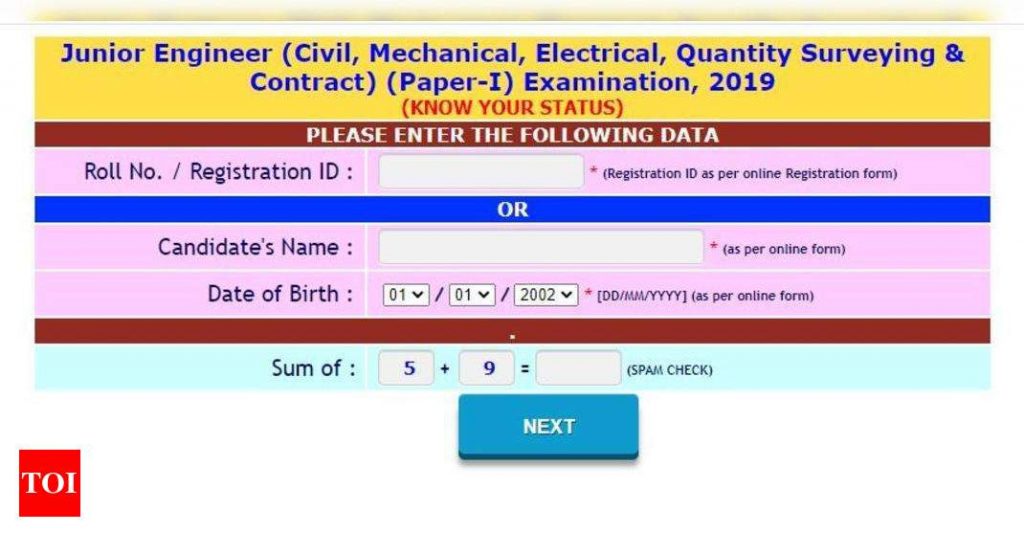 Junior Engineer (Civil, Mechanical, Electrical, Quantity Surveying &
Contract) (Paper-I) Examination, 2019
(KNOW YOUR STATUS)
PLEASE ENTER THE FOLLOWING DATA
Roll No. / Registration ID : * (Registration ID as per online Registration form)
OR
Candidate's Name : * (as per online form)
Date of Birth : 01 / 01 / 2002 * [DD/MM/YYYY] (as per online form)
.
Sum of : 5 + 9 = (SPAM CHECK)
NEXT
TOI